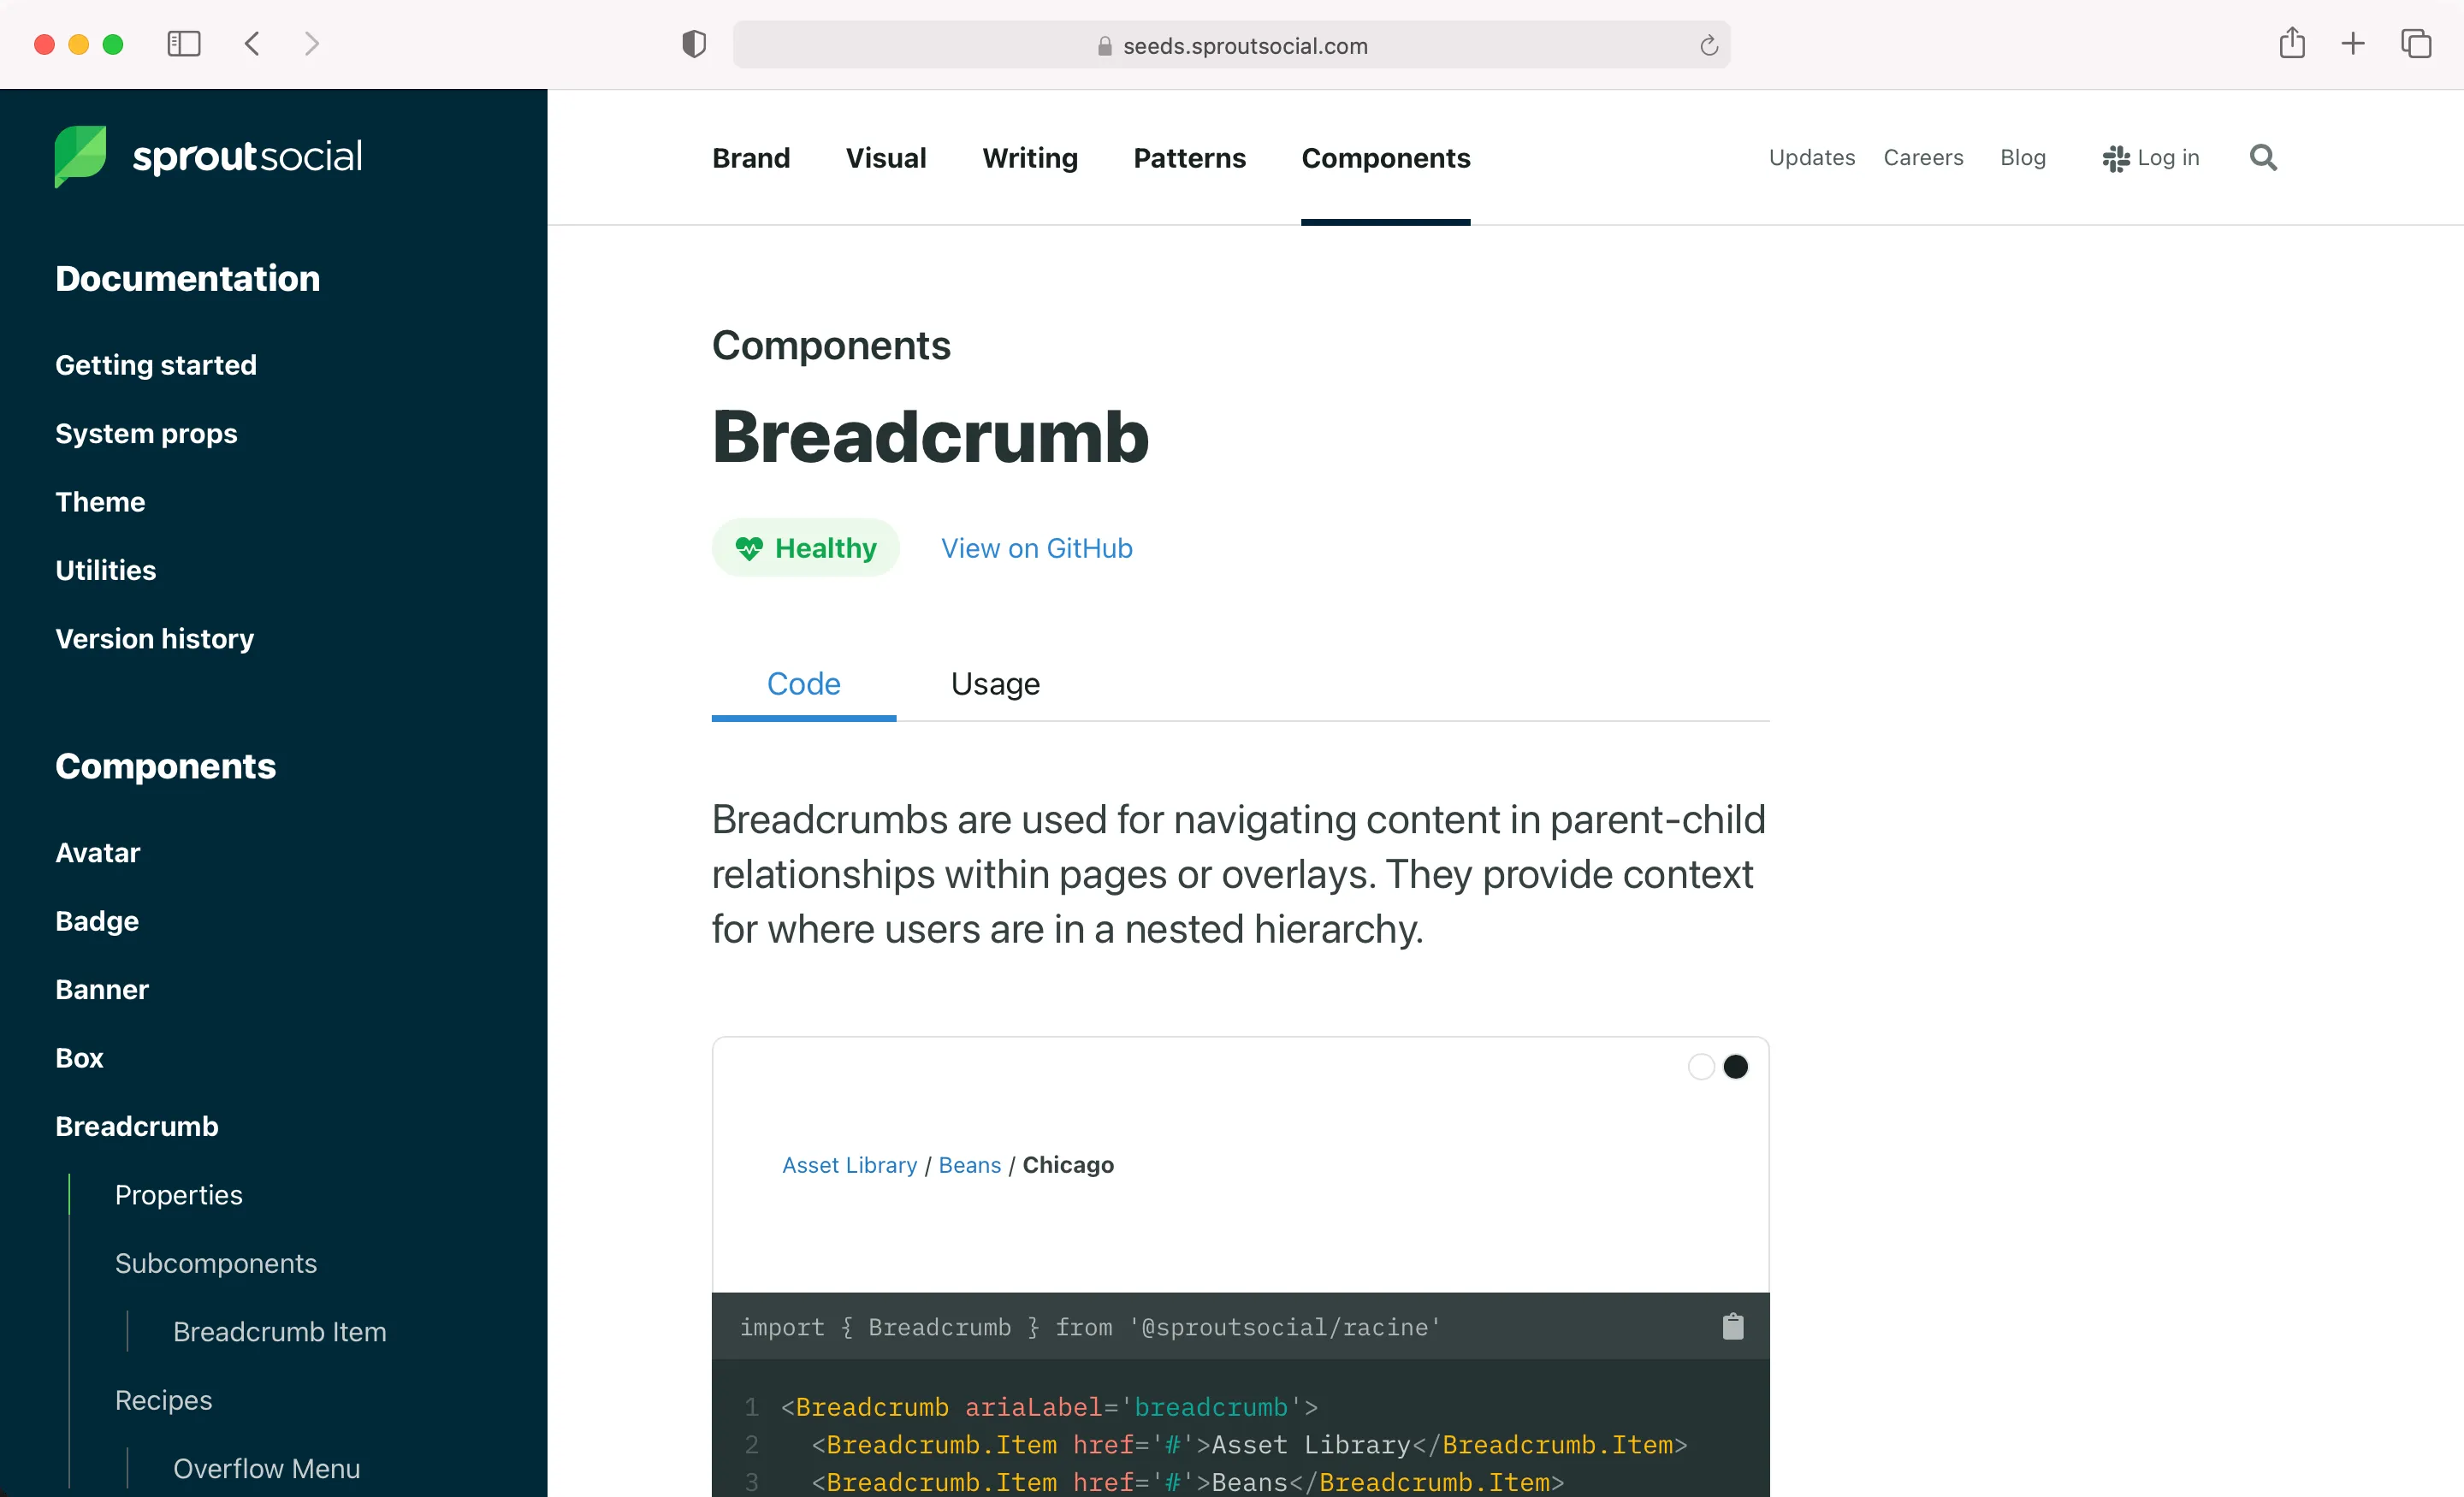 seeds.sproutsocial.com
sproutsocial
Brand Visual Writing Patterns Components
Updates Careers Blog Log in
Documentation
Getting started
System props
Theme
Utilities
Version history
Components
Avatar
Badge
Banner
Box
Breadcrumb
Properties
Subcomponents
Breadcrumb Item
Recipes
Overflow Menu
Components
Breadcrumb
Healthy View on GitHub
Code Usage
Breadcrumbs are used for navigating content in parent-child
relationships within pages or overlays. They provide context
for where users are in a nested hierarchy.
Asset Library / Beans / Chicago
import { Breadcrumb } from '@sproutsocial/racine'
1 <Breadcrumb ariaLabel='breadcrumb'>
2 <Breadcrumb.Item href='#'>Asset Library</Breadcrumb.Item>
3 <Breadcrumb.Item href='#'>Beans</Breadcrumb.Item>